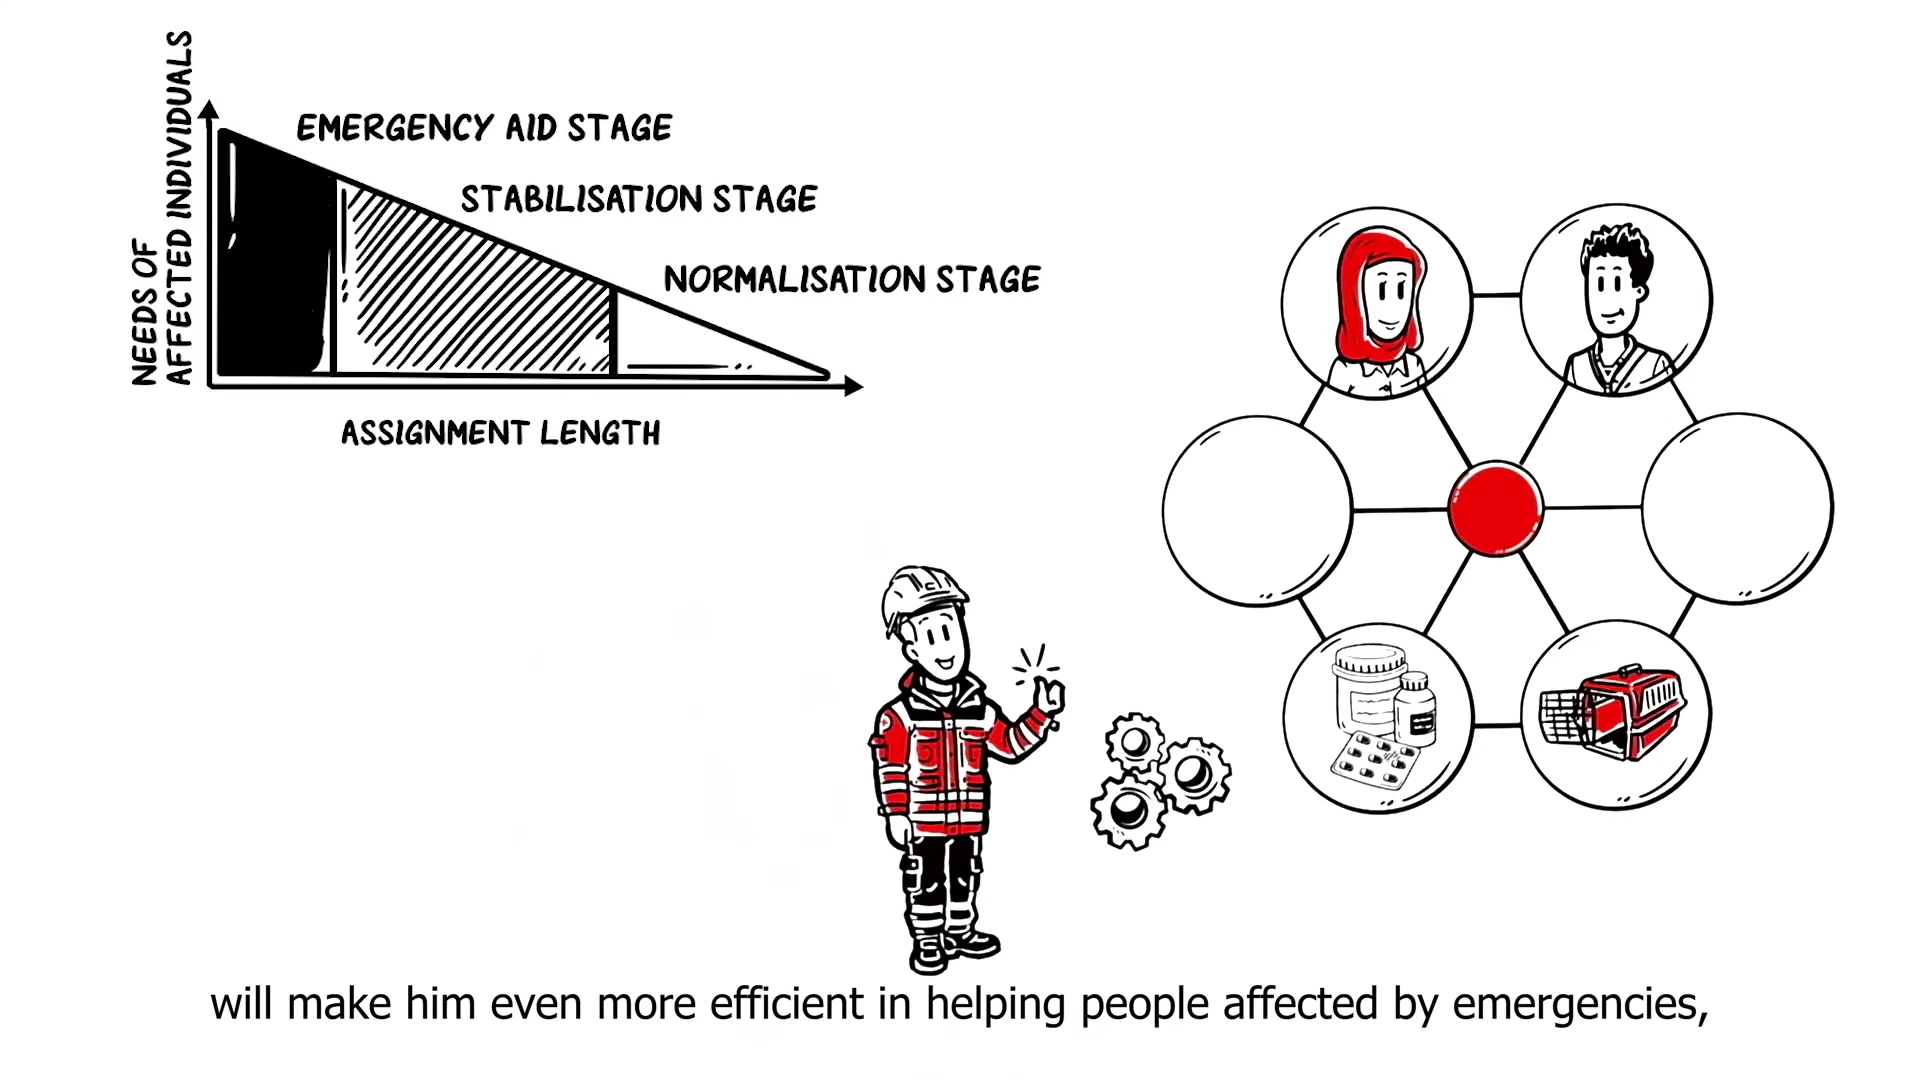 NEEDS OF
AFFECTED INDIVIDUALS
EMERGENCY AID STAGE
STABILISATION STAGE
NORMALISATION STAGE
ASSIGNMENT LENGTH
will make him even more efficient in helping people affected by emergencies,